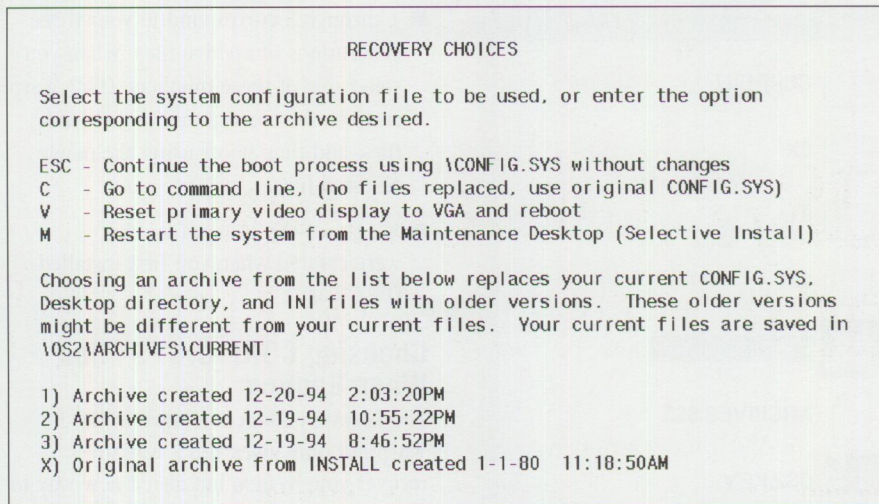 RECOVERY CHOICES
Select the system configuration file to be used, or enter the option
corresponding to the archive desired.
ESC - Continue the boot process using \CONFIG.SYS without changes
C - Go to command line, (no files replaced, use original CONFIG.SYS)
V - Reset primary video display to VGA and reboot
M - Restart the system from the Maintenance Desktop (Selective Install)
Choosing an archive from the list below replaces your current CONFIG.SYS,
Desktop directory, and INI files with older versions. These older versions
might be different from your current files. Your current files are saved in
\OS2\ARCHIVES\CURRENT.
1) Archive created 12-20-94 2:03:20PM
2) Archive created 12-19-94 10:55:22PM
3) Archive created 12-19-94 8:46:52PM
X) Original archive from INSTALL created 1-1-80 11:18:50AM